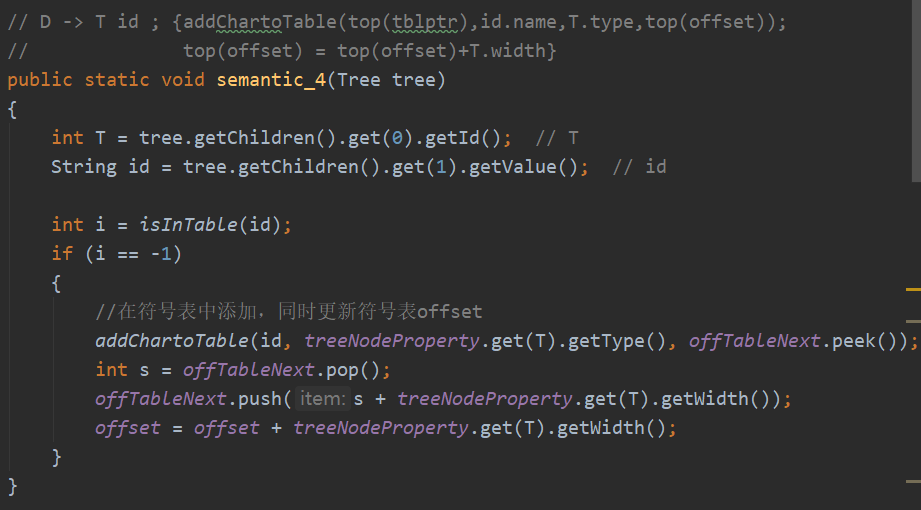 // D -> T id ; {addChartoTable(top(tblptr),id.name,T.type,top(offset));
//              top(offset) = top(offset)+T.width}
public static void semantic_4(Tree tree)
{
    int T = tree.getChildren().get(0).getId();  // T
    String id = tree.getChildren().get(1).getValue();  // id
    int i = isInTable(id);
    if (i == -1)
    {
        //在符号表中添加，同时更新符号表offset
        addChartoTable(id, treeNodeProperty.get(T).getType(), offTableNext.peek());
        int s = offTableNext.pop();
        offTableNext.push( item: s + treeNodeProperty.get(T).getWidth());
        offset = offset + treeNodeProperty.get(T).getWidth();
    }
}